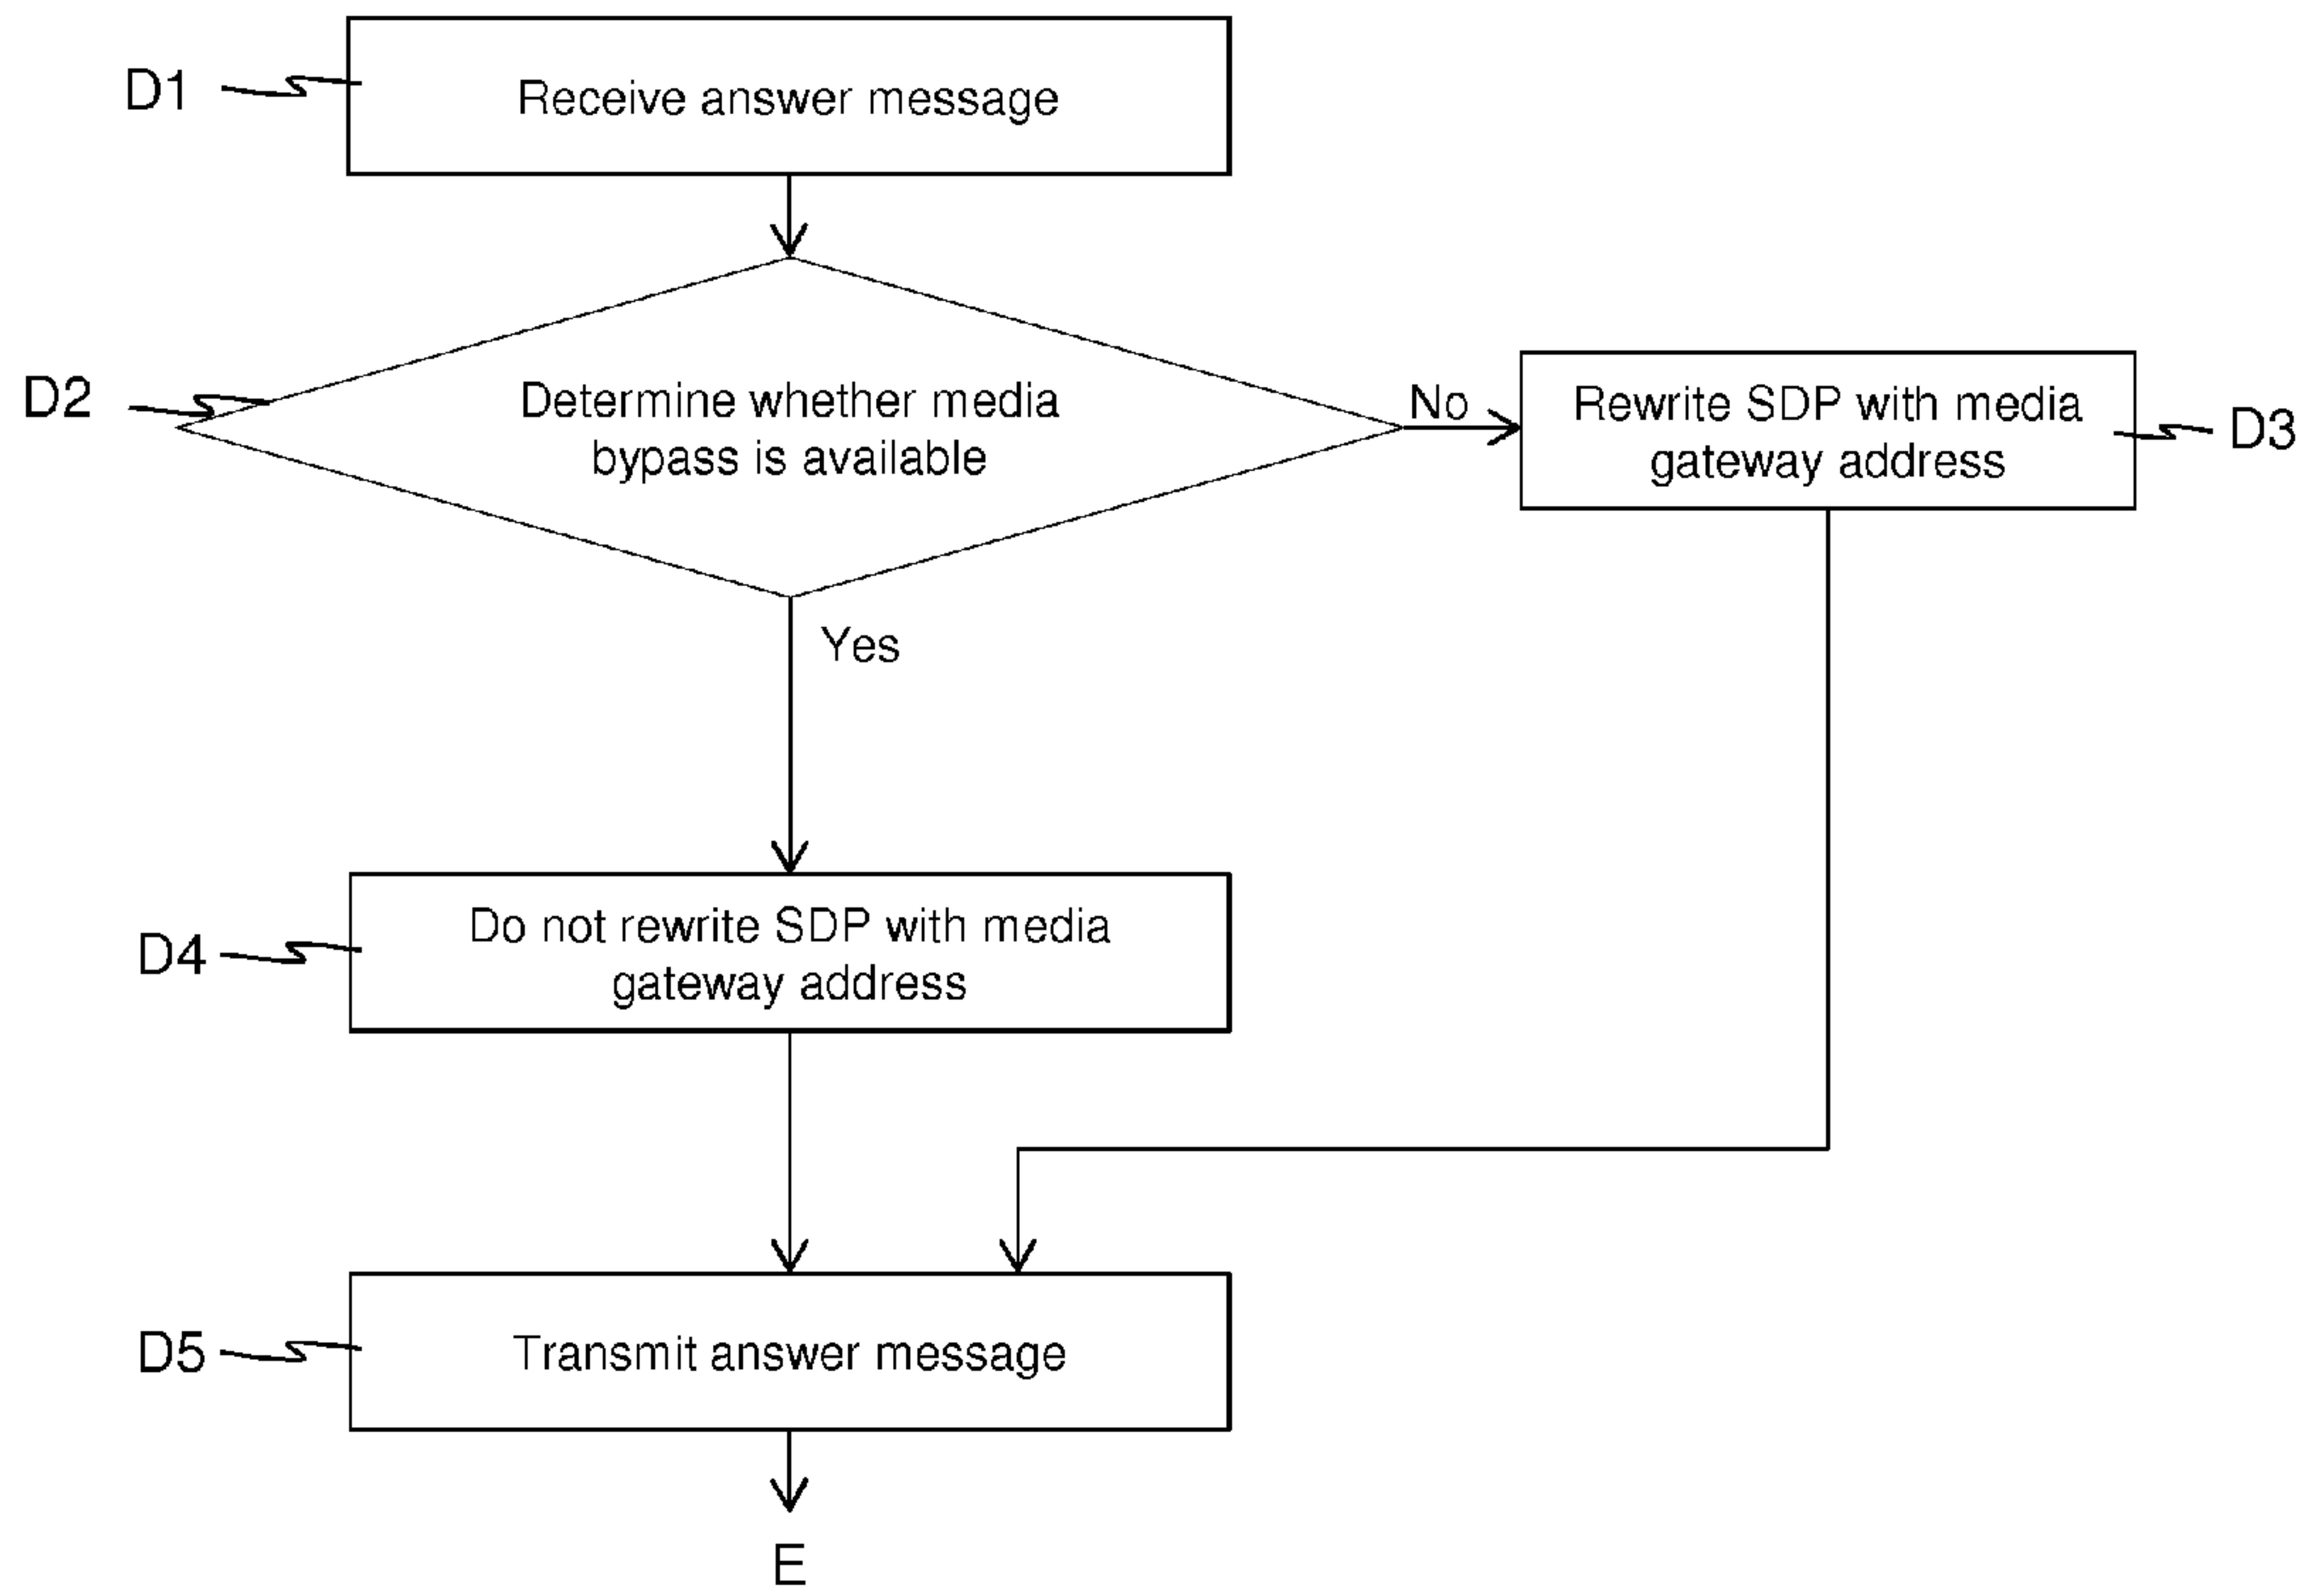 D1
Receive answer message
D2
Determine whether media
bypass is available
No
Rewrite SDP with media
gateway address
D3
Yes
D4
Do not rewrite SDP with media
gateway address
D5
Transmit answer message
E